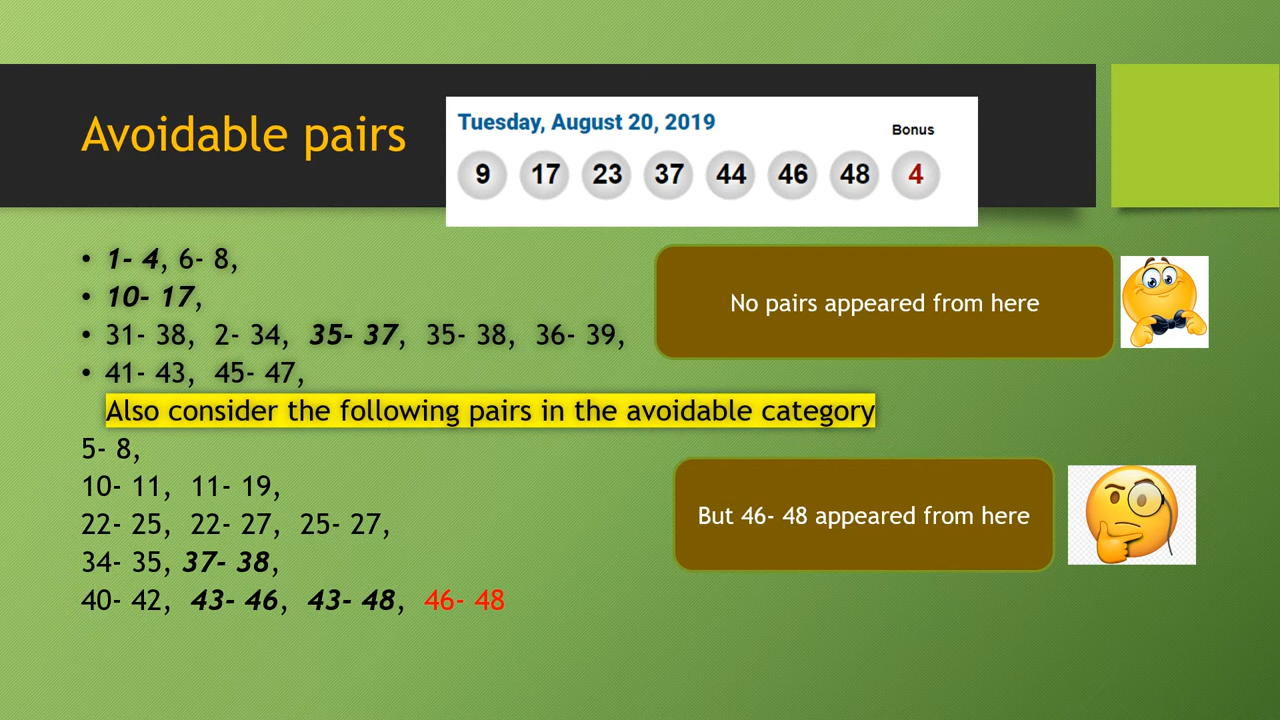 Avoidable pairs
Tuesday, August 20, 2019
Bonus
9 17 23 37 44 46 48 4
• 1- 4, 6- 8,
• 10- 17,
• 31- 38, 2- 34, 35- 37, 35- 38, 36- 39,
• 41- 43, 45- 47,
No pairs appeared from here
Also consider the following pairs in the avoidable category
5- 8,
10- 11, 11- 19,
22- 25, 22- 27, 25- 27,
34- 35, 37- 38,
40- 42, 43- 46, 43- 48, 46- 48
But 46- 48 appeared from here